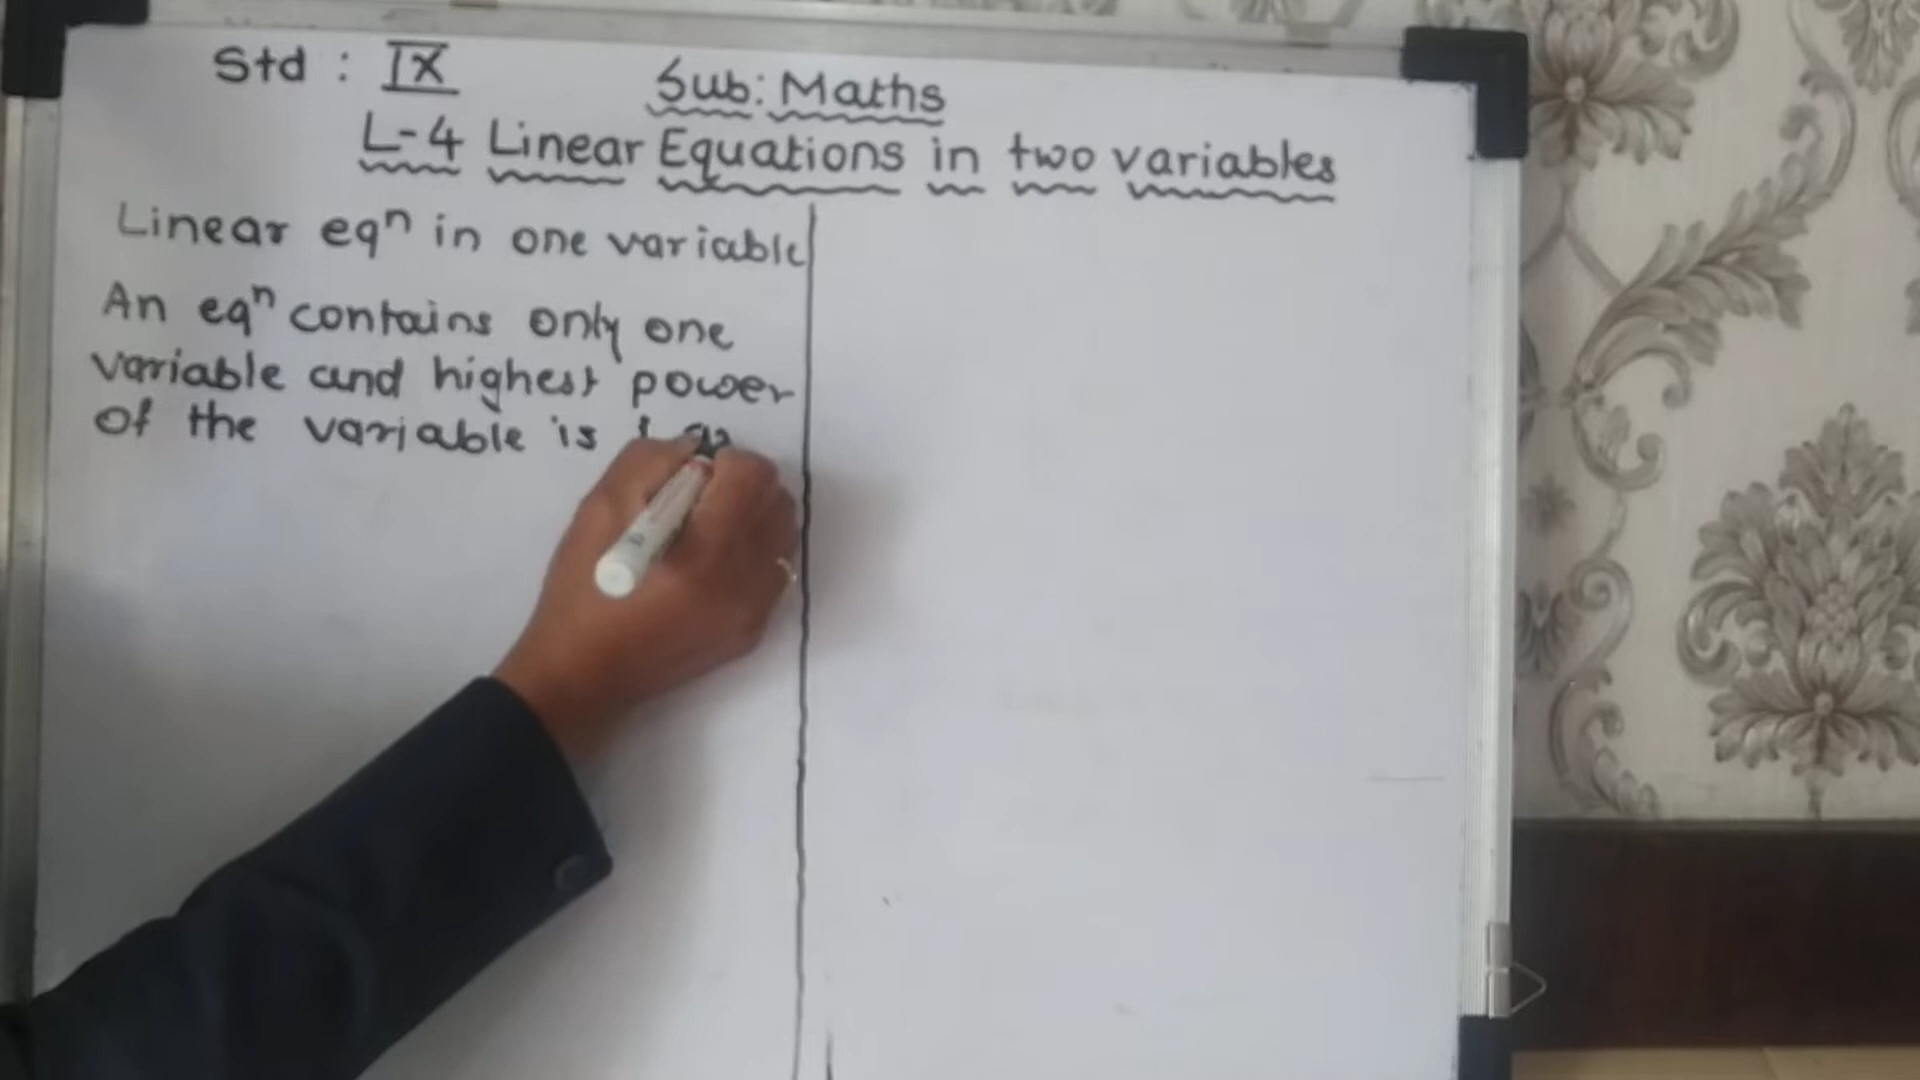 Std : IX
Sub: Maths
L-4 Linear Equations in two variables
Linear eqⁿ in one variable
An eqⁿ contains only one
variable and highest power
of the variable is